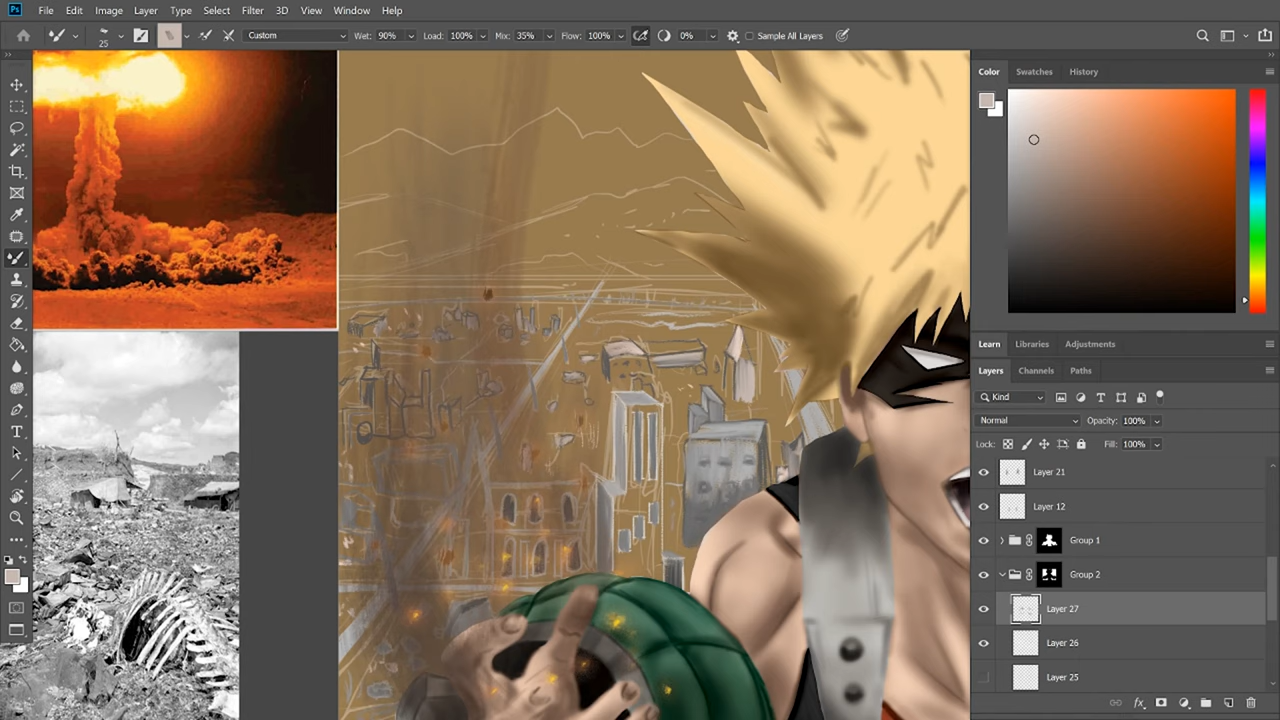 Ps File Edit Image Layer Type Select Filter 3D View Window Help
25 Custom Wet: 90% Load: 100% Mix: 35% Flow: 100% 0% Sample All Layers
Color Swatches History
Learn Libraries Adjustments
Layers Channels Paths
Kind
Normal Opacity: 100%
Lock: Fill: 100%
Layer 21
Layer 12
Group 1
Group 2
Layer 27
Layer 26
Layer 25